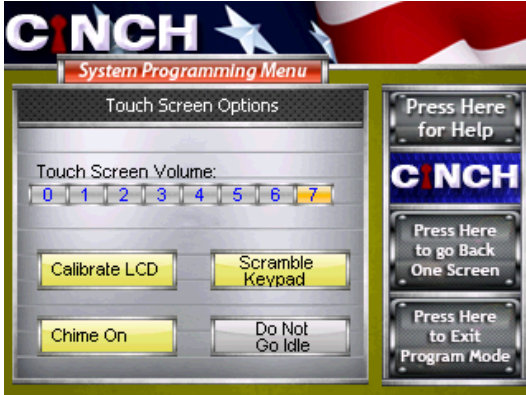 CiNCH
System Programming Menu
Touch Screen Options
Touch Screen Volume:
0 1 2 3 4 5 6 7
Calibrate LCD
Scramble
Keypad
Chime On
Do Not
Go Idle
Press Here
for Help
CiNCH
Press Here
to go Back
One Screen
Press Here
to Exit
Program Mode